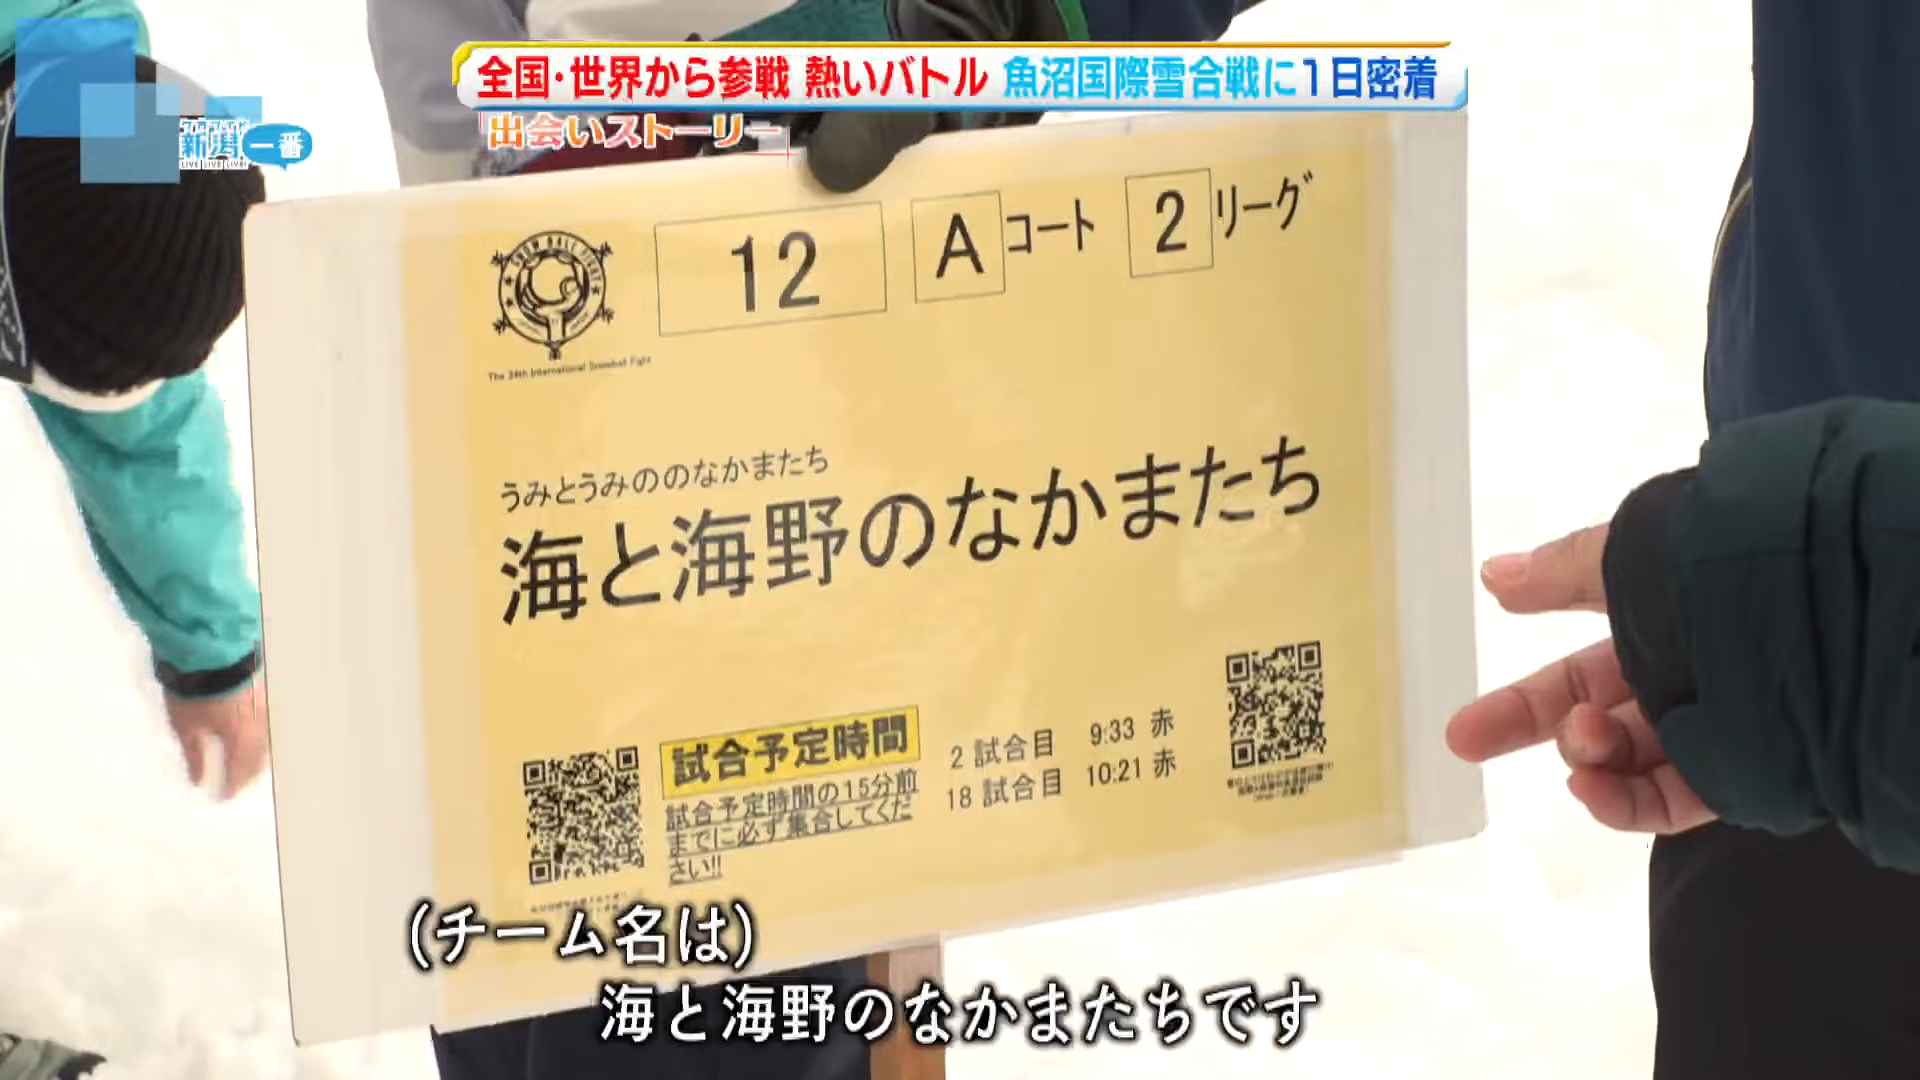 全国・世界から参戦 熱いバトル 魚沼国際雪合戦に1日密着
出会いストーリー
新潟一番
LIVE LIVE LIVE!
SNOW BALL FIGHT
12 A コート 2 リーグ
The 34th International Snowball Fight
うみとうみののなかまたち
海と海野のなかまたち
試合予定時間
試合予定時間の15分前
までに必ず集合してくだ
さい!!
2 試合目 9:33 赤
18 試合目 10:21 赤
(チーム名は)
海と海野のなかまたちです